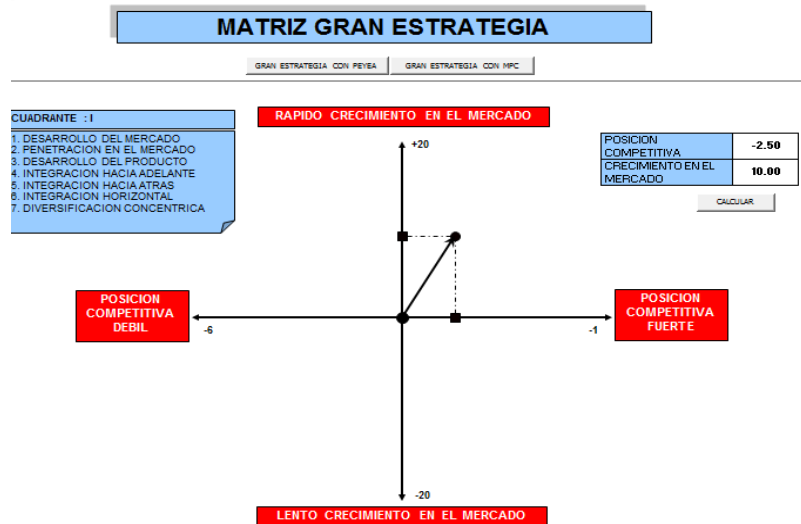 MATRIZ GRAN ESTRATEGIA
GRAN ESTRATEGIA CON PEYEA
GRAN ESTRATEGIA CON MPC
CUADRANTE : I
1. DESARROLLO DEL MERCADO
2. PENETRACION EN EL MERCADO
3. DESARROLLO DEL PRODUCTO
4. INTEGRACION HACIA ADELANTE
5. INTEGRACION HACIA ATRAS
6. INTEGRACION HORIZONTAL
7. DIVERSIFICACION CONCENTRICA
RAPIDO CRECIMIENTO EN EL MERCADO
+20
POSICION
COMPETITIVA
-2.50
CRECIMIENTO EN EL
MERCADO
10.00
CALCULAR
POSICION
COMPETITIVA
DEBIL
-6
-1
POSICION
COMPETITIVA
FUERTE
-20
LENTO CRECIMIENTO EN EL MERCADO